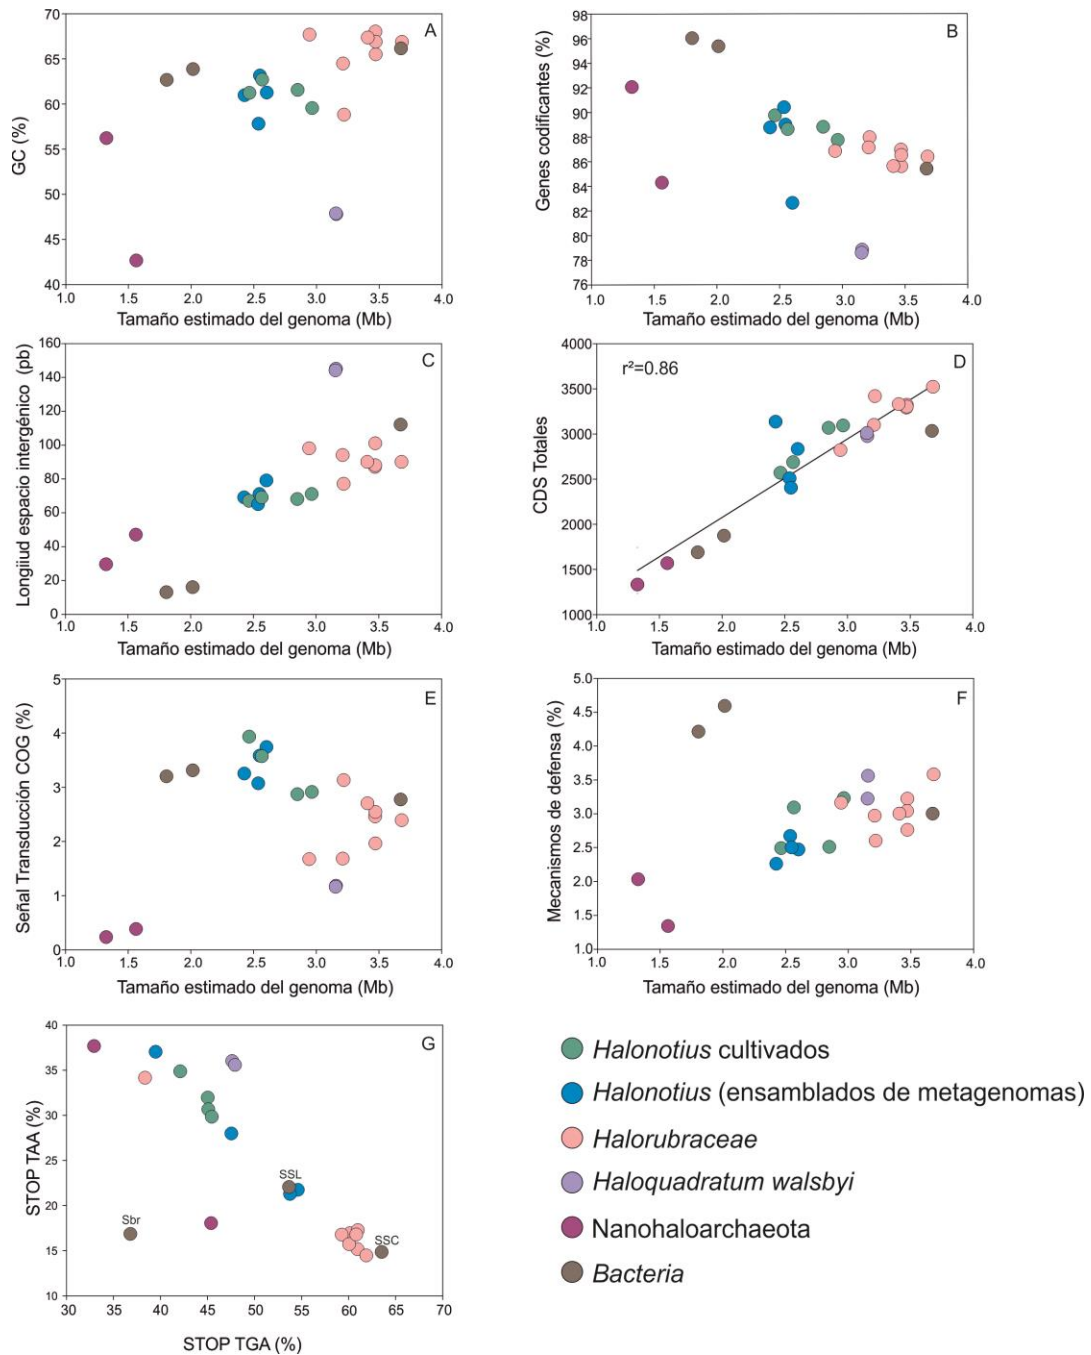 A
GC (%)
70
65
60
55
50
45
40
1.0 1.5 2.0 2.5 3.0 3.5 4.0
Tamaño estimado del genoma (Mb)
B
Genes codificantes (%)
98
96
94
92
90
88
86
84
82
80
78
76
1.0 1.5 2.0 2.5 3.0 3.5 4.0
Tamaño estimado del genoma (Mb)
C
Longiiud espacio intergénico (pb)
160
140
120
100
80
60
40
20
0
1.0 1.5 2.0 2.5 3.0 3.5 4.0
Tamaño estimado del genoma (Mb)
D
r²=0.86
CDS Totales
4000
3500
3000
2500
2000
1500
1000
1.0 1.5 2.0 2.5 3.0 3.5 4.0
Tamaño estimado del genoma (Mb)
E
Señal Transducción COG (%)
5
4
3
2
1
0
1.0 1.5 2.0 2.5 3.0 3.5 4.0
Tamaño estimado del genoma (Mb)
F
Mecanismos de defensa (%)
5.0
4.5
4.0
3.5
3.0
2.5
2.0
1.5
1.0
1.0 1.5 2.0 2.5 3.0 3.5 4.0
Tamaño estimado del genoma (Mb)
G
STOP TAA (%)
40
35
30
25
20
15
10
SSL
Sbr
SSC
30 35 40 45 50 55 60 65 70
STOP TGA (%)
Halonotius cultivados
Halonotius (ensamblados de metagenomas)
Halorubraceae
Haloquadratum walsbyi
Nanohaloarchaeota
Bacteria